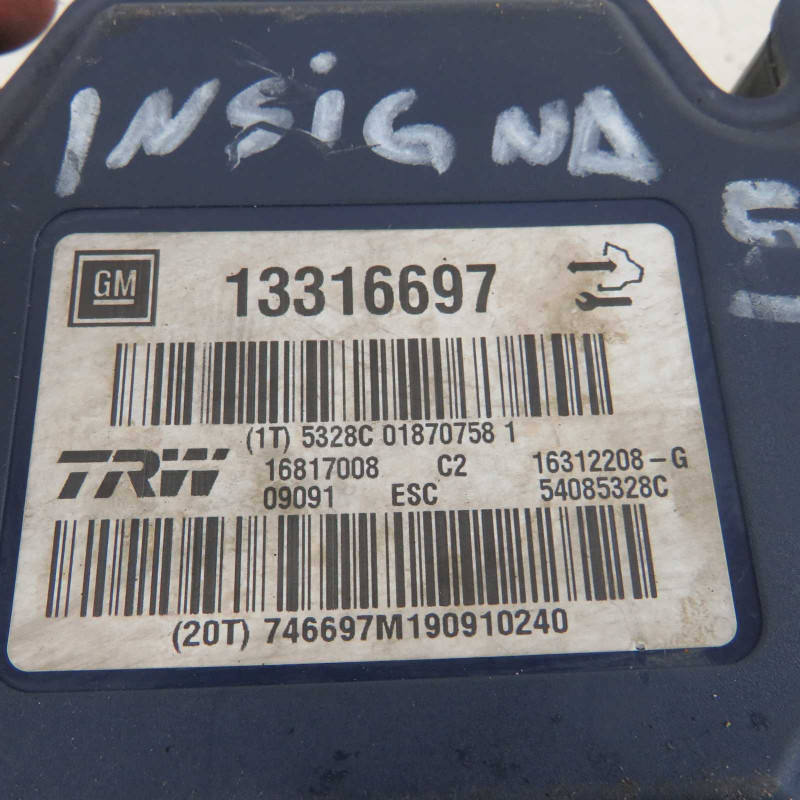 INSiGNA
GM 13316697
(1T) 5328C 01870758 1
TRW
16817008 C2 16312208-G
09091 ESC 54085328C
(20T) 746697M190910240